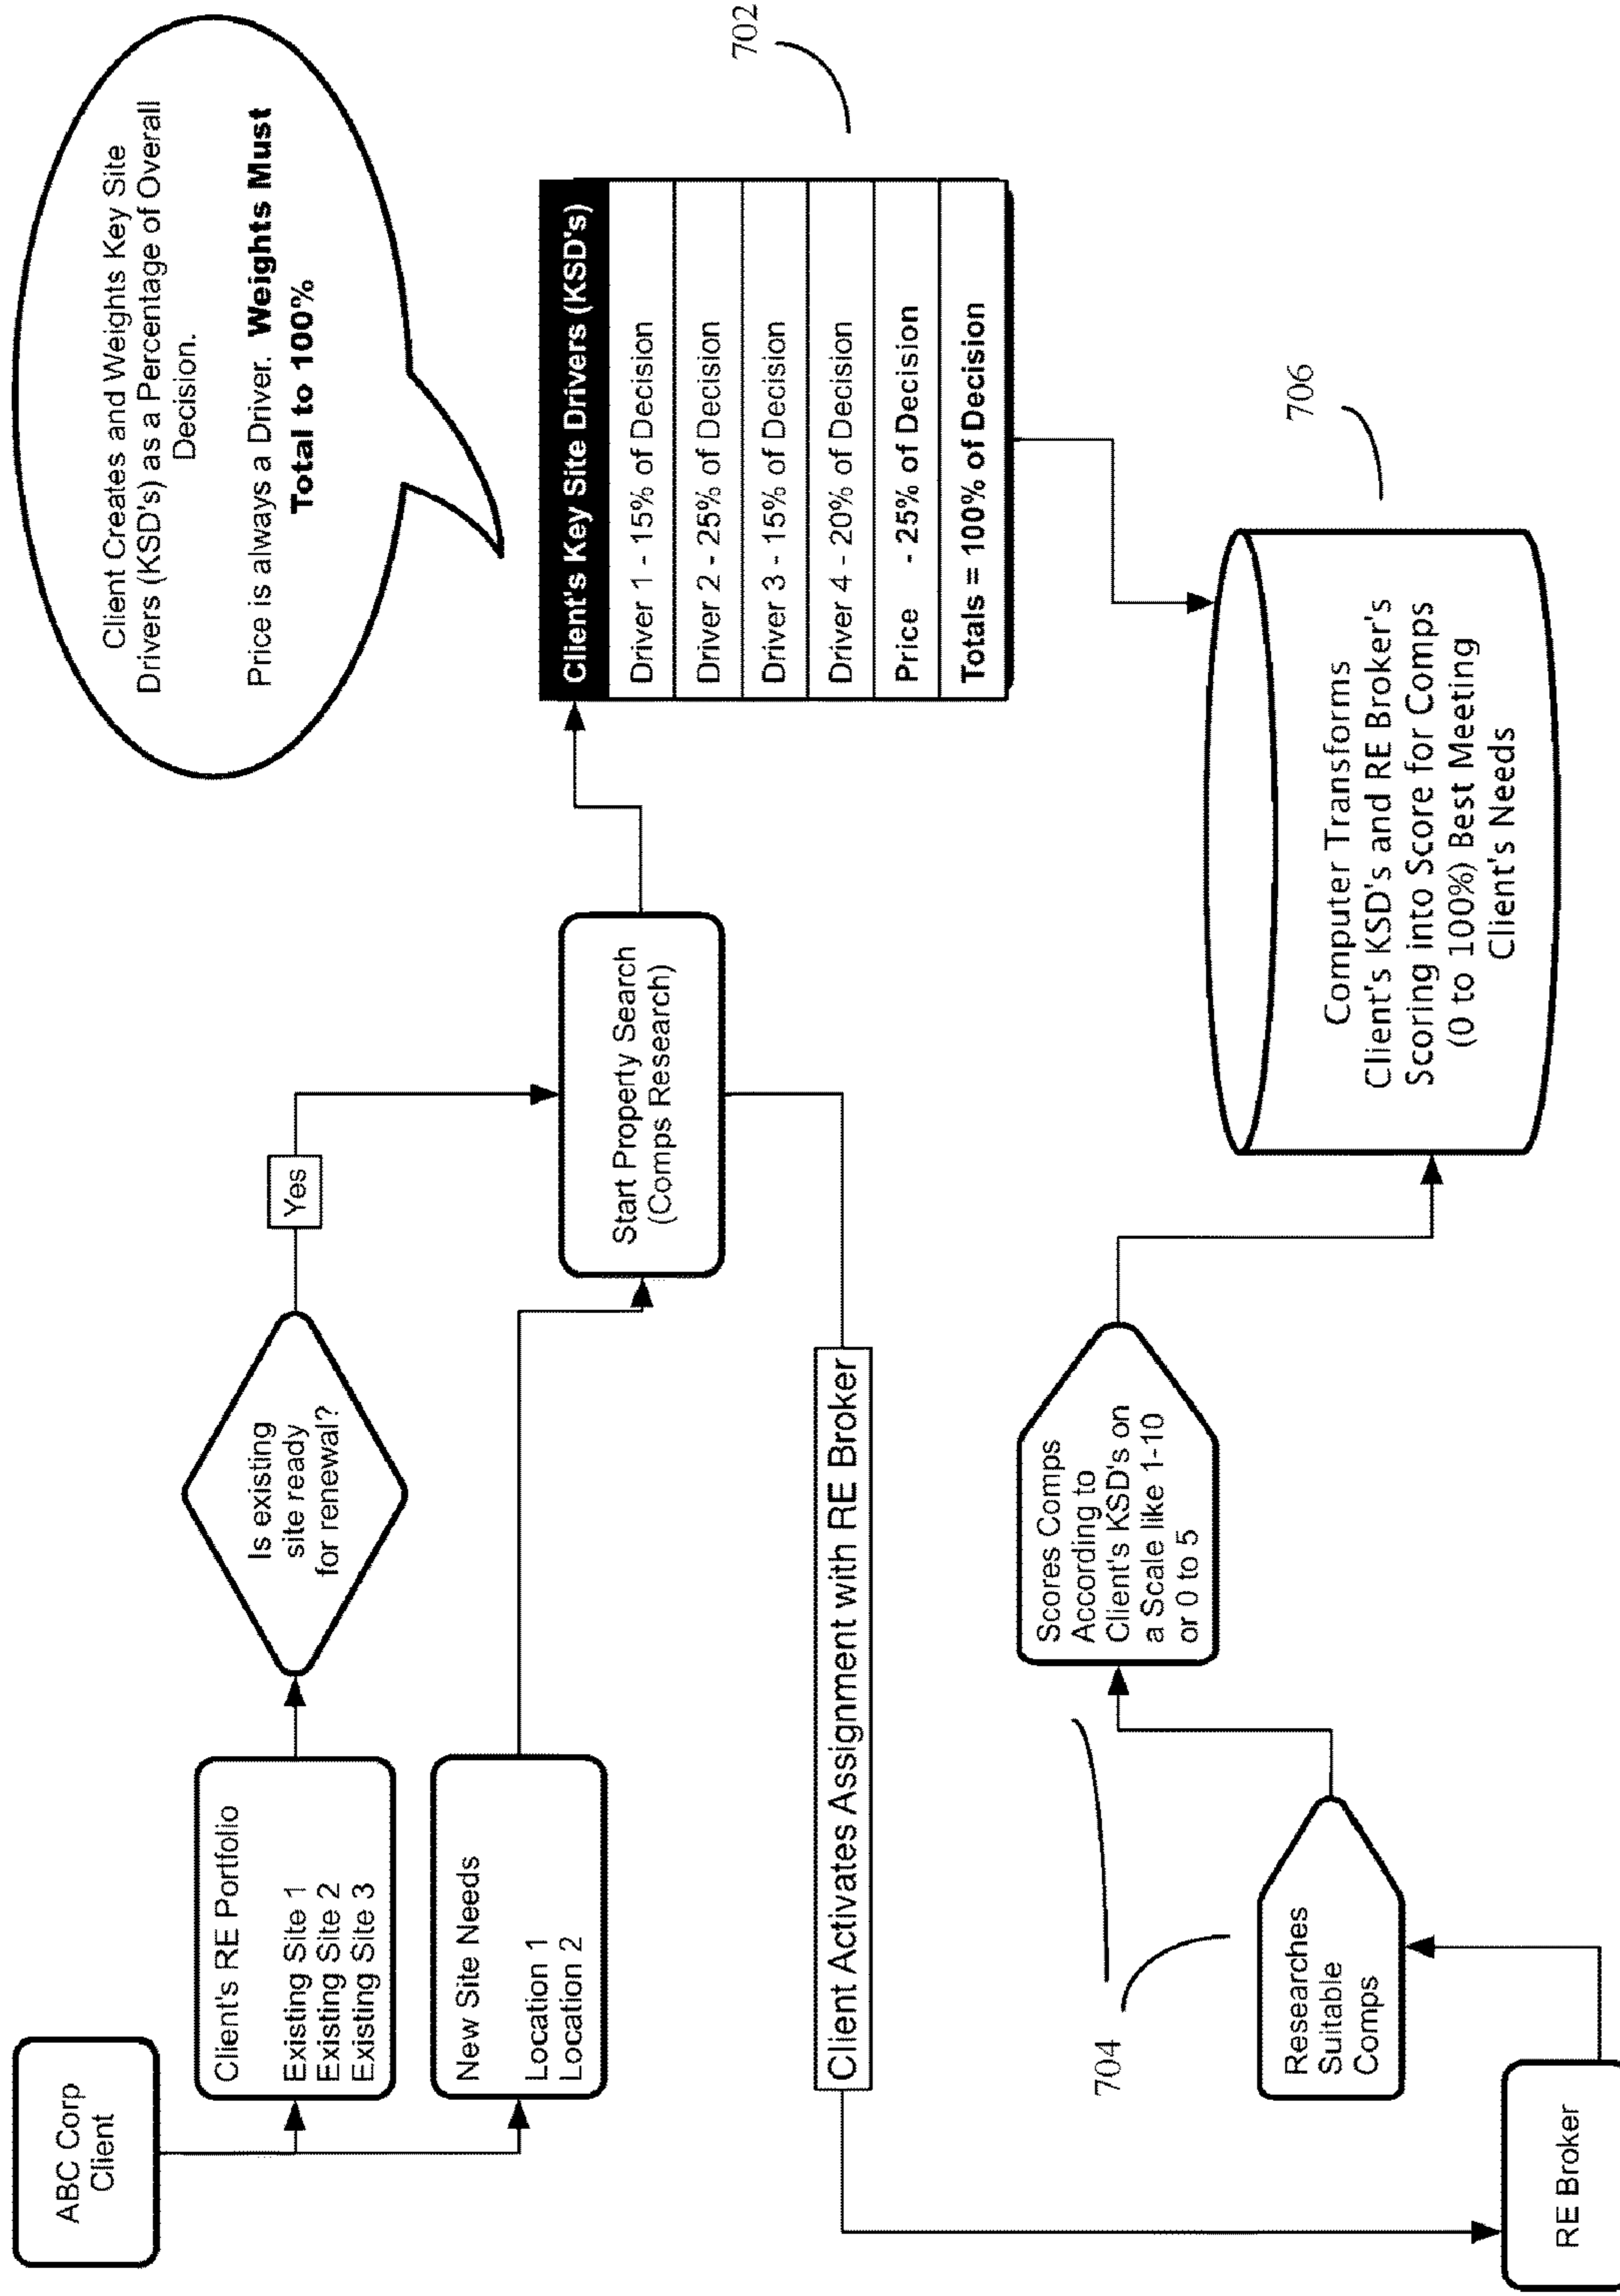 ABC Corp
Client
Client's RE Portfolio
Existing Site 1
Existing Site 2
Existing Site 3
Is existing
site ready
for renewal?
Yes
New Site Needs
Location 1
Location 2
Start Property Search
(Comps Research)
Client Creates and Weights Key Site
Drivers (KSD's) as a Percentage of Overall
Decision.
Price is always a Driver. Weights Must
Total to 100%
Client's Key Site Drivers (KSD's)
Driver 1 - 15% of Decision
Driver 2 - 25% of Decision
Driver 3 - 15% of Decision
Driver 4 - 20% of Decision
Price - 25% of Decision
Totals = 100% of Decision
702
Client Activates Assignment with RE Broker
RE Broker
704
Researches
Suitable
Comps
Scores Comps
According to
Client's KSD's on
a Scale like 1-10
or 0 to 5
706
Computer Transforms
Client's KSD's and RE Broker's
Scoring into Score for Comps
(0 to 100%) Best Meeting
Client's Needs